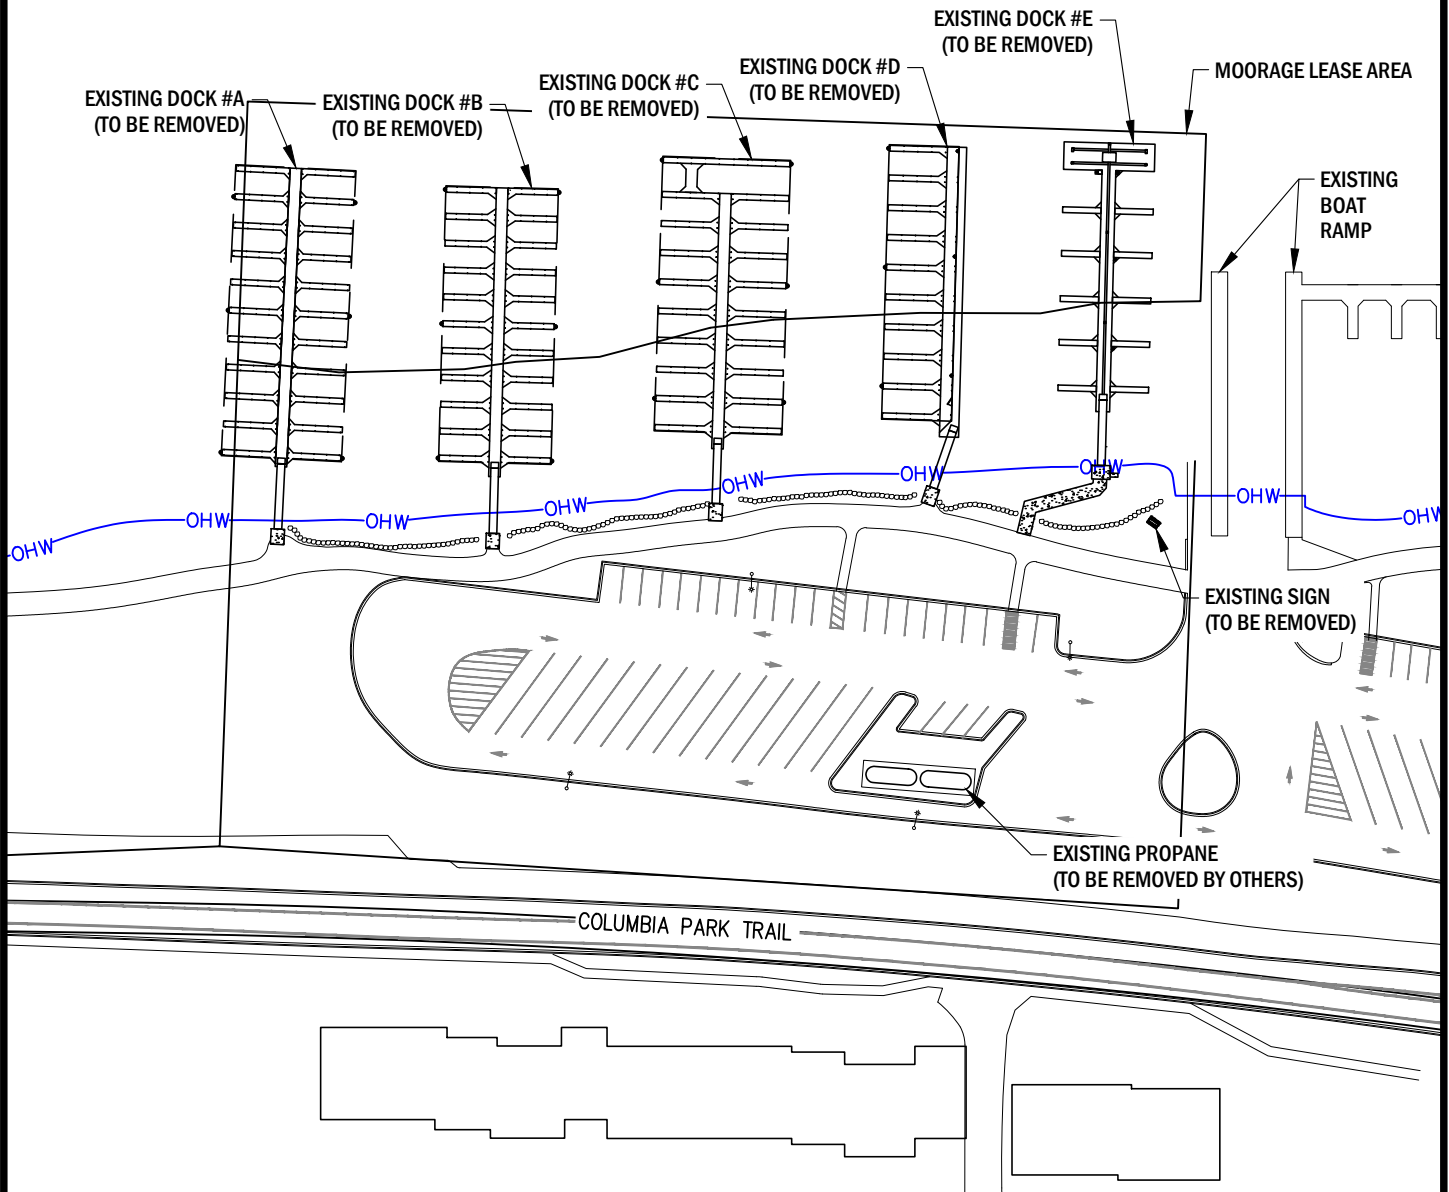 EXISTING DOCK #E
(TO BE REMOVED)
EXISTING DOCK #D
(TO BE REMOVED)
MOORAGE LEASE AREA
EXISTING DOCK #C
(TO BE REMOVED)
EXISTING DOCK #A
(TO BE REMOVED)
EXISTING DOCK #B
(TO BE REMOVED)
EXISTING
BOAT
RAMP
OHW
OHW
OHW
OHW
OHW
OHW
OHW
OHW
OHW
EXISTING SIGN
(TO BE REMOVED)
EXISTING PROPANE
(TO BE REMOVED BY OTHERS)
COLUMBIA PARK TRAIL